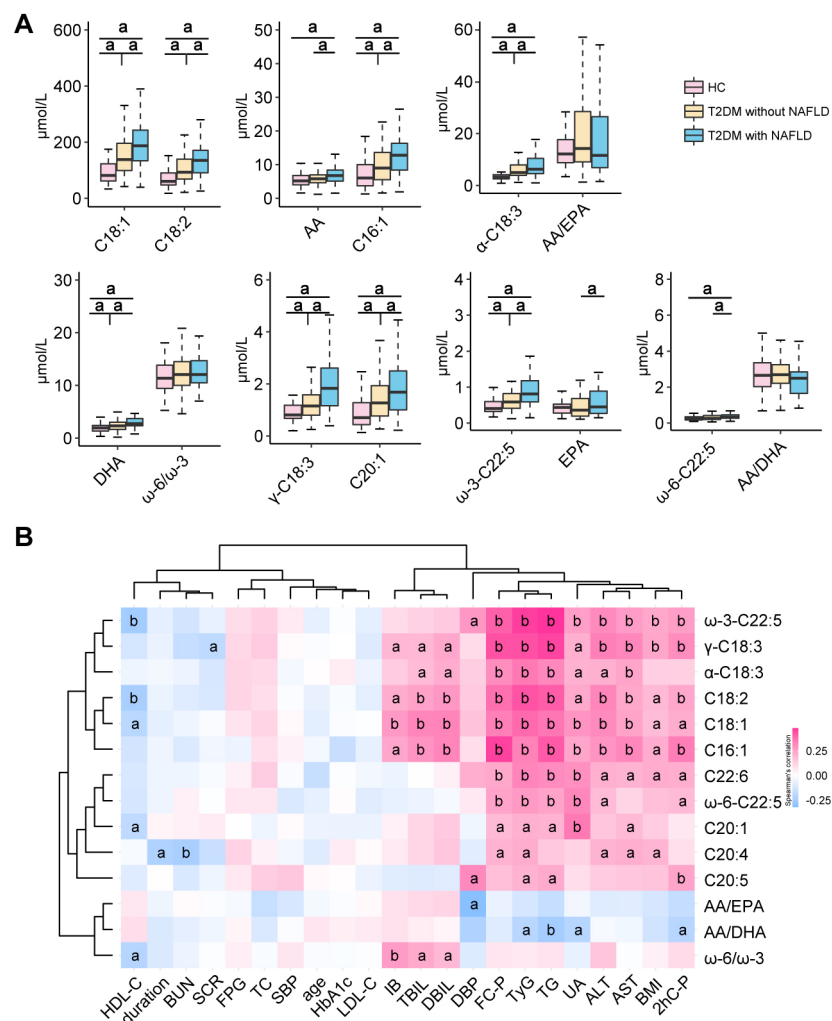 A
a a
a a a a
600
400
200
0
μmol/L
C18:1 C18:2
a a
a a a
50
40
30
20
10
0
μmol/L
AA C16:1
a
a a
60
40
20
0
μmol/L
α-C18:3 AA/EPA
HC
T2DM without NAFLD
T2DM with NAFLD
a
a a
30
20
10
0
μmol/L
DHA ω-6/ω-3
a a
a a a a
6
4
2
0
μmol/L
γ-C18:3 C20:1
a a
a a
4
3
2
1
0
μmol/L
ω-3-C22:5 EPA
a
a
8
6
4
2
0
μmol/L
ω-6-C22:5 AA/DHA
B
b a b b b b b b b b ω-3-C22:5
a a a a b b b a b b b b γ-C18:3
a a b b b a a b α-C18:3
b a b b b b b a b b a b C18:2
a b b b b b b b b b a a C18:1
a b b b b b b b b a b C16:1
b b b b a a a a C22:6
b b b b a a ω-6-C22:5
a a a a b a C20:1
a b a a a a a C20:4
a a a b C20:5
a AA/EPA
a b a a AA/DHA
a b a a ω-6/ω-3
HDL-C duration BUN SCR FPG TC SBP age HbA1c LDL-C IB TBIL DBIL DBP FC-P TyG TG UA ALT AST BMI 2hC-P
Spearman's correlation
0.25
0.00
-0.25